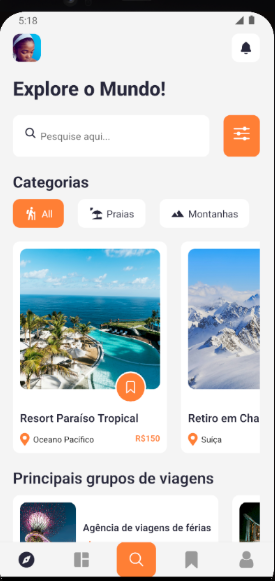 5:18
Explore o Mundo!
Pesquise aqui...
Categorias
All Praias Montanhas
Resort Paraíso Tropical
Oceano Pacífico R$150
Retiro em Cha
Suíça
Principais grupos de viagens
Agência de viagens de férias